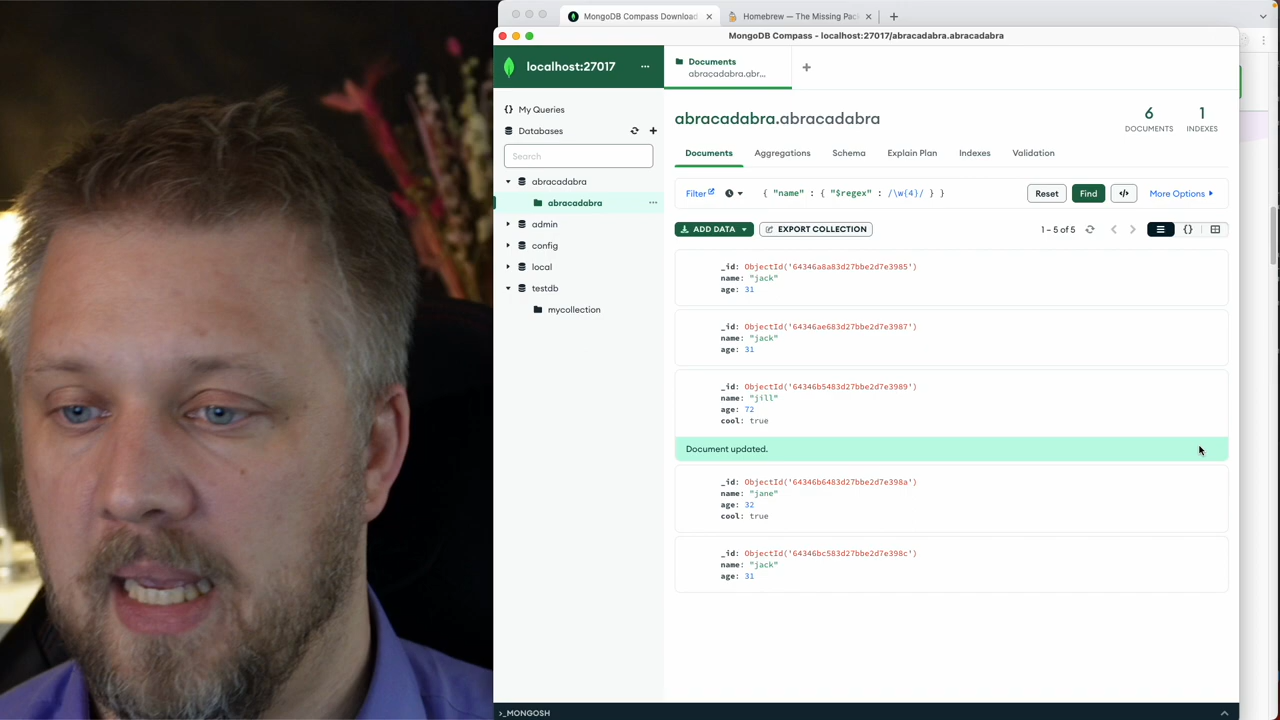 MongoDB Compass Download
Homebrew — The Missing Pac
MongoDB Compass - localhost:27017/abracadabra.abracadabra
localhost:27017
Documents
abracadabra.abr...
{} My Queries
Databases
Search
abracadabra
abracadabra
admin
config
local
testdb
mycollection
abracadabra.abracadabra
6
DOCUMENTS
1
INDEXES
Documents
Aggregations
Schema
Explain Plan
Indexes
Validation
Filter
{ "name" : { "$regex" : /\w{4}/ } }
Reset
Find
</>
More Options
ADD DATA
EXPORT COLLECTION
1 – 5 of 5
{}
_id: ObjectId('64346a8a83d27bbe2d7e3985')
name: "jack"
age: 31
_id: ObjectId('64346ae683d27bbe2d7e3987')
name: "jack"
age: 31
_id: ObjectId('64346b5483d27bbe2d7e3989')
name: "jill"
age: 72
cool: true
Document updated.
_id: ObjectId('64346b6483d27bbe2d7e398a')
name: "jane"
age: 32
cool: true
_id: ObjectId('64346bc583d27bbe2d7e398c')
name: "jack"
age: 31
>_MONGOSH